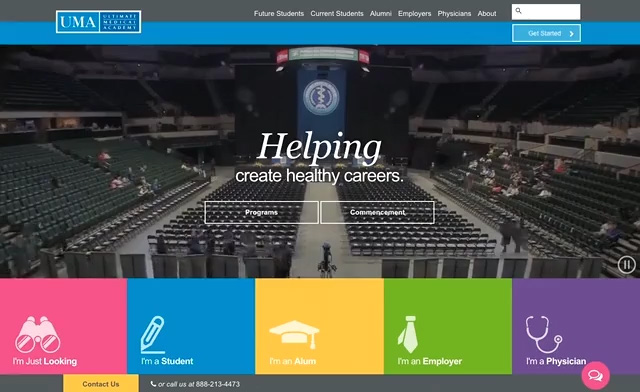 UMA ULTIMATE
MEDICAL
ACADEMY
Future Students Current Students Alumni Employers Physicians About
Get Started
Helping
create healthy careers.
Programs Commencement
I'm Just Looking
I'm a Student
I'm an Alum
I'm an Employer
I'm a Physician
Contact Us or call us at 888-213-4473